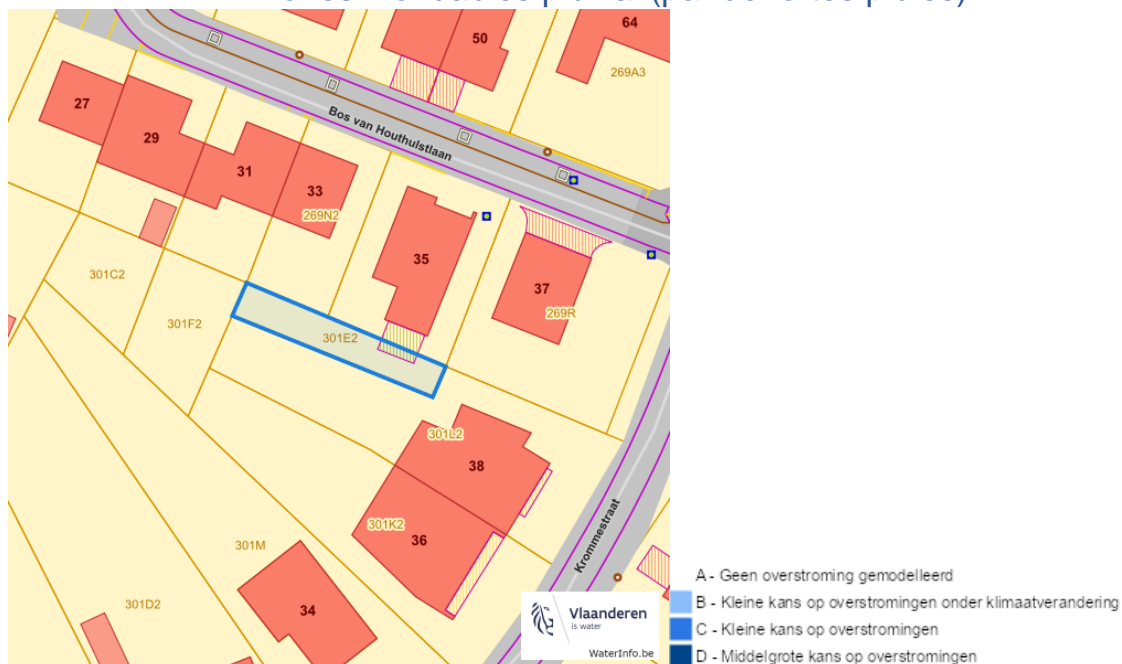 50
64
269A3
27
29
Bos van Houthulstlaan
31
33
269N2
35
37
269R
301C2
301F2
301E2
301L2
38
301K2
36
Krommestraat
301M
301D2
34
Vlaanderen
is water
WaterInfo.be
A - Geen overstroming gemodelleerd
B - Kleine kans op overstromingen onder klimaatverandering
C - Kleine kans op overstromingen
D - Middelgrote kans op overstromingen